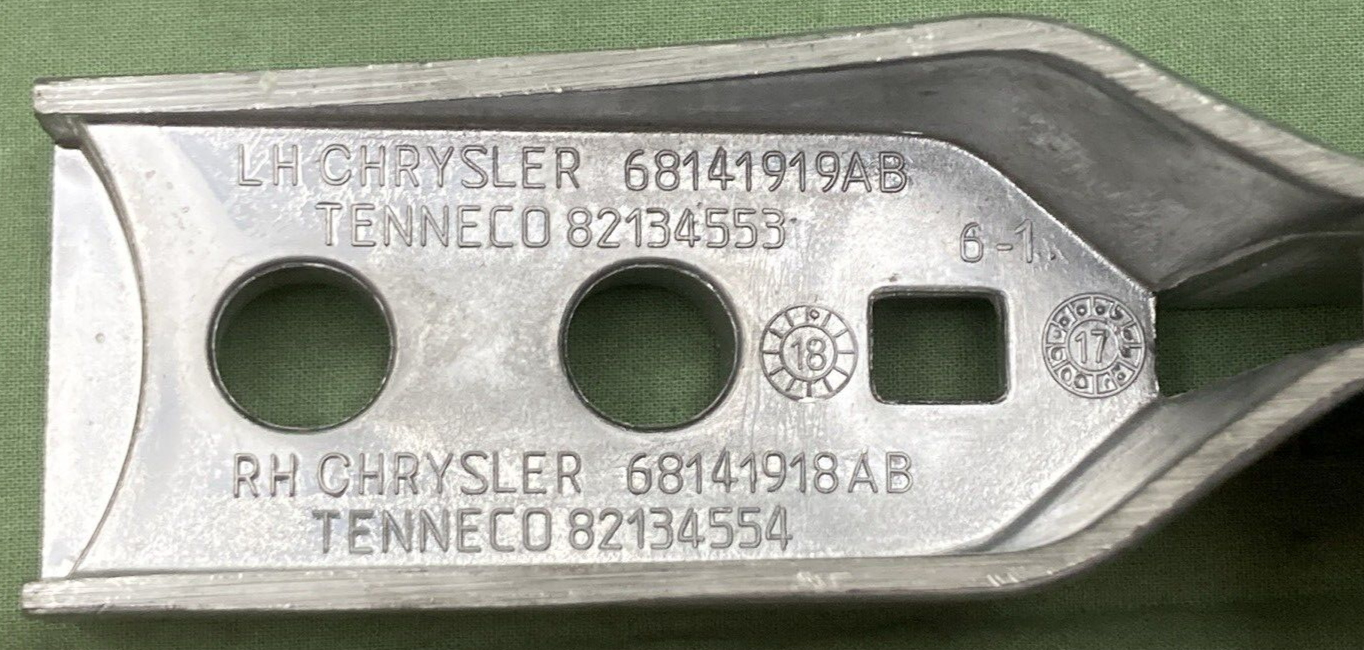 LH CHRYSLER 68141919AB
TENNECO 82134553
6-1
18
17
RH CHRYSLER 68141918AB
TENNECO 82134554